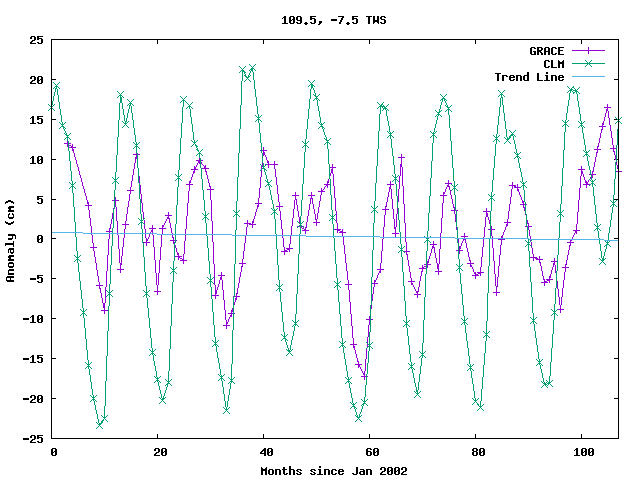 109.5, -7.5 TWS
GRACE
CLM
Trend Line
25
20
15
10
5
0
-5
-10
-15
-20
-25
Anomaly (cm)
0 20 40 60 80 100
Months since Jan 2002